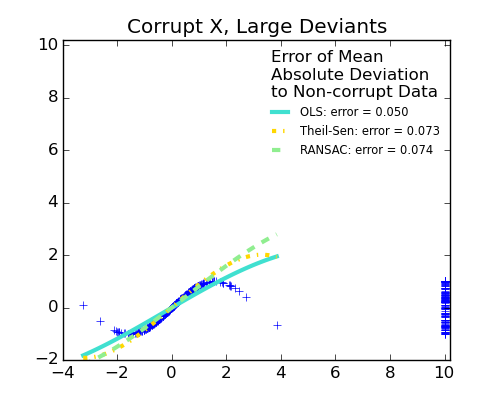 Corrupt X, Large Deviants
Error of Mean
Absolute Deviation
to Non-corrupt Data
OLS: error = 0.050
Theil-Sen: error = 0.073
RANSAC: error = 0.074
10
8
6
4
2
0
−2
−4 −2 0 2 4 6 8 10